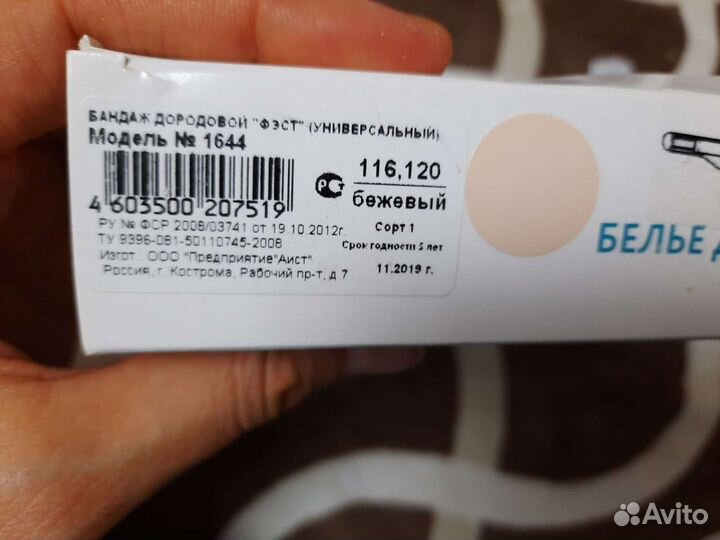 БАНДАЖ ДОРОДОВОЙ "ФЭСТ" (УНИВЕРСАЛЬНЫЙ)
Модель № 1644
116,120
бежевый
4 603500 207519
РСТ
РУ № ФСР 2008/03741 от 19.10.2012г.
Сорт 1
ТУ 9396-081-50110745-2008
Срок годности 5 лет
Изгот.: ООО "Предприятие"Аист"
11.2019 г.
Россия, г. Кострома, Рабочий пр-т, д 7
БЕЛЬЕ Д
Avito